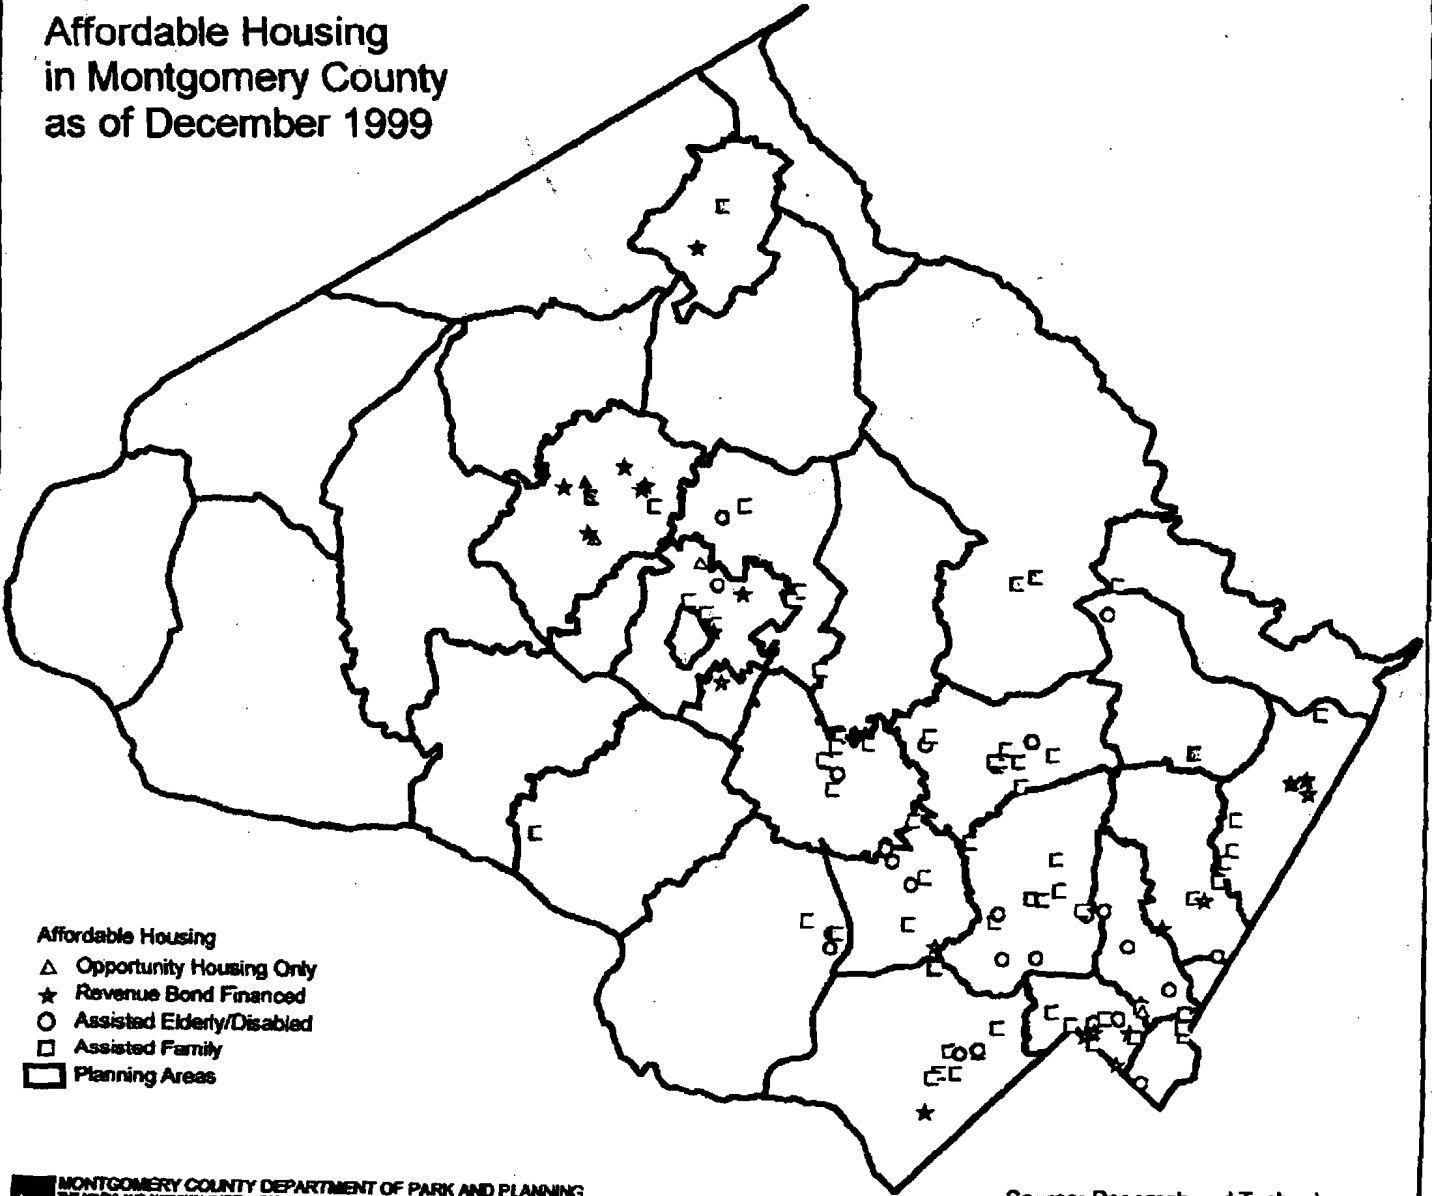 Affordable Housing
in Montgomery County
as of December 1999
Affordable Housing
Opportunity Housing Only
Revenue Bond Financed
Assisted Elderly/Disabled
Assisted Family
Planning Areas
MONTGOMERY COUNTY DEPARTMENT OF PARK AND PLANNING